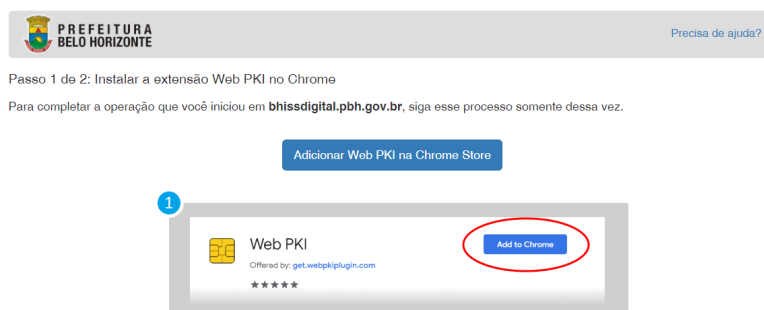 PREFEITURA
BELO HORIZONTE
Precisa de ajuda?
Passo 1 de 2: Instalar a extensão Web PKI no Chrome
Para completar a operação que você iniciou em bhissdigital.pbh.gov.br, siga esse processo somente dessa vez.
Adicionar Web PKI na Chrome Store
1
Web PKI
Add to Chrome
Offered by: get.webpkiplugin.com